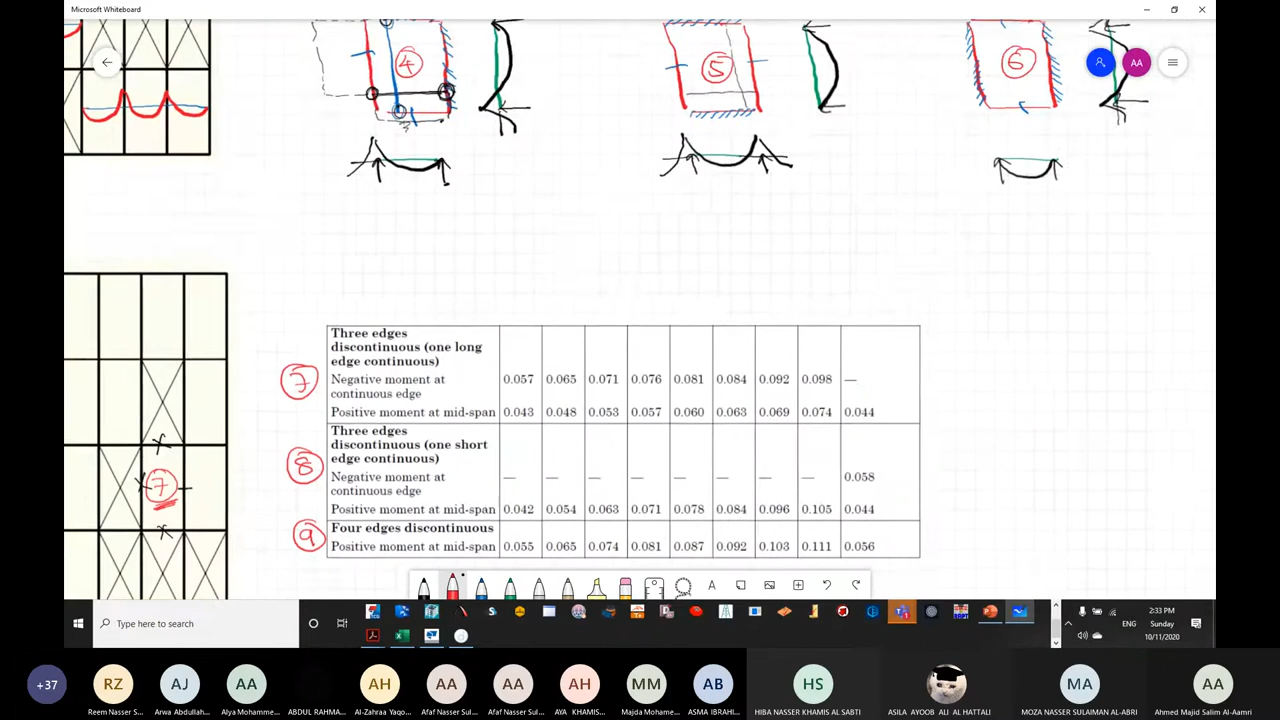 Microsoft Whiteboard
4
5
6
AA
Three edges
discontinuous (one long
edge continuous)
7
Negative moment at 0.057 0.065 0.071 0.076 0.081 0.084 0.092 0.098 —
continuous edge
Positive moment at mid-span 0.043 0.048 0.053 0.057 0.060 0.063 0.069 0.074 0.044
Three edges
discontinuous (one short
edge continuous)
8
Negative moment at — — — — — — — — 0.058
continuous edge
Positive moment at mid-span 0.042 0.054 0.063 0.071 0.078 0.084 0.096 0.105 0.044
9 Four edges discontinuous
Positive moment at mid-span 0.055 0.065 0.074 0.081 0.087 0.092 0.103 0.111 0.056
7
A
Type here to search
ENG
2:33 PM
Sunday
10/11/2020
+37 RZ AJ AA AH AA AA AH MM AB HS MA AA
Reem Nasser S... Arwa Abdullah... Alya Mohamme... ABDUL RAHMA... Al-Zahraa Yaqo... Afaf Nasser Sul... Afaf Nasser Sul... AYA KHAMIS... Majda Mohame... ASMA IBRAHI... HIBA NASSER KHAMIS AL SABTI ASILA AYOOB ALI AL HATTALI MOZA NASSER SULAIMAN AL-ABRI Ahmed Majid Salim Al-Aamri